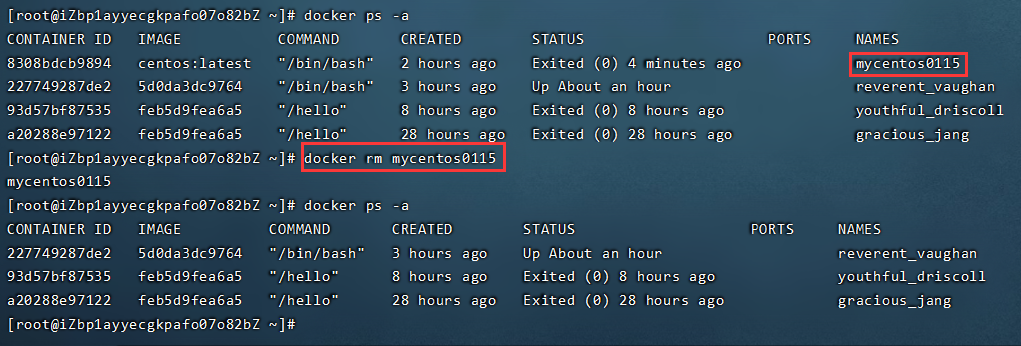 [root@iZbp1ayyecgkpafo07o82bZ ~]# docker ps -a
CONTAINER ID   IMAGE           COMMAND       CREATED        STATUS                     PORTS     NAMES
8308bdcb9894   centos:latest   "/bin/bash"   2 hours ago    Exited (0) 4 minutes ago             mycentos0115
227749287de2   5d0da3dc9764    "/bin/bash"   3 hours ago    Up About an hour                     reverent_vaughan
93d57bf87535   feb5d9fea6a5    "/hello"      8 hours ago    Exited (0) 8 hours ago               youthful_driscoll
a20288e97122   feb5d9fea6a5    "/hello"      28 hours ago   Exited (0) 28 hours ago              gracious_jang
[root@iZbp1ayyecgkpafo07o82bZ ~]# docker rm mycentos0115
mycentos0115
[root@iZbp1ayyecgkpafo07o82bZ ~]# docker ps -a
CONTAINER ID   IMAGE          COMMAND       CREATED        STATUS                    PORTS     NAMES
227749287de2   5d0da3dc9764   "/bin/bash"   3 hours ago    Up About an hour                    reverent_vaughan
93d57bf87535   feb5d9fea6a5   "/hello"      8 hours ago    Exited (0) 8 hours ago              youthful_driscoll
a20288e97122   feb5d9fea6a5   "/hello"      28 hours ago   Exited (0) 28 hours ago             gracious_jang
[root@iZbp1ayyecgkpafo07o82bZ ~]#